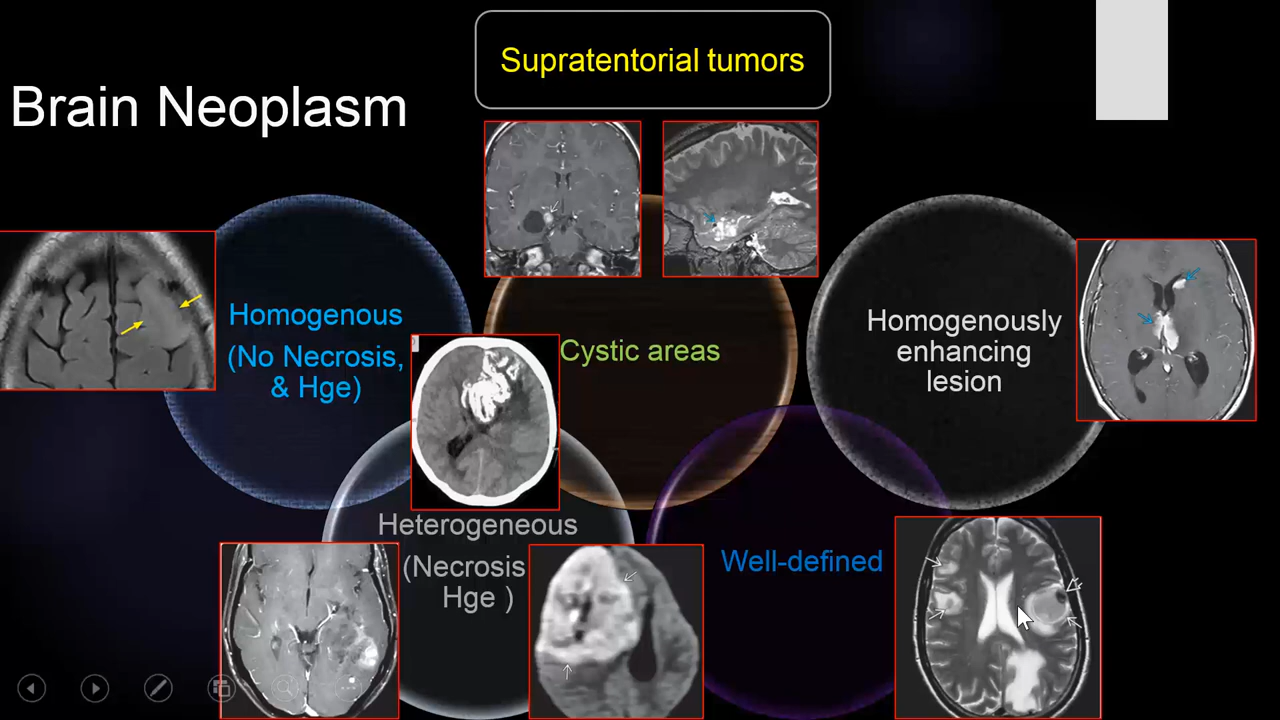 Supratentorial tumors
Brain Neoplasm
Homogenous
(No Necrosis,
& Hge)
Cystic areas
Homogenously
enhancing
lesion
Heterogeneous
(Necrosis
Hge )
Well-defined